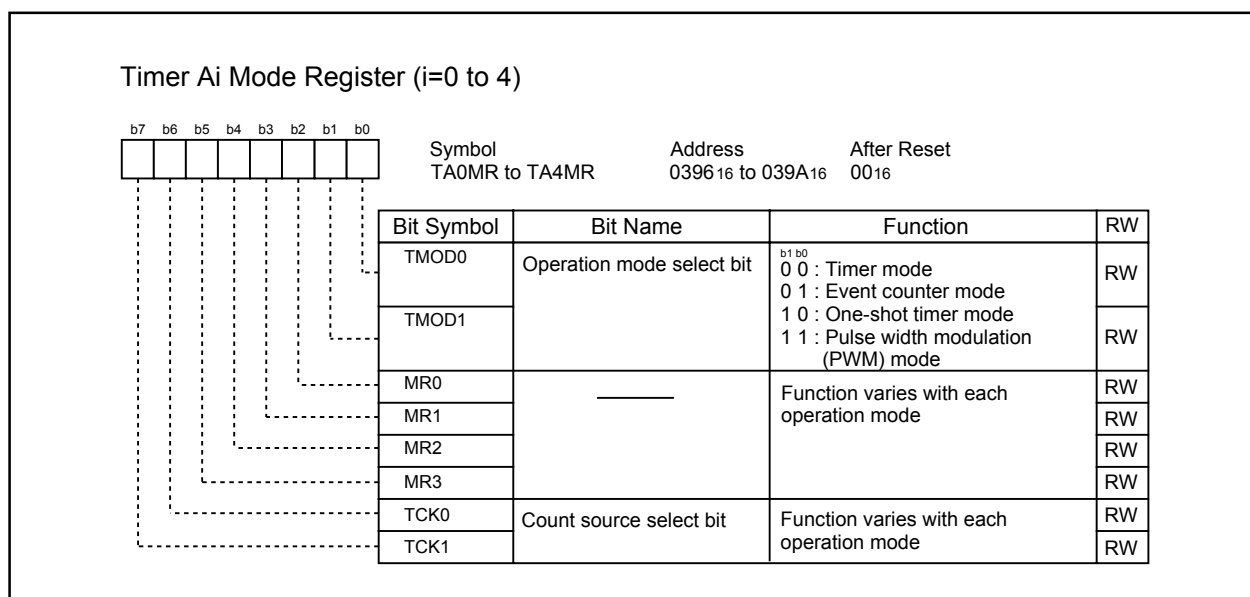 Timer Ai Mode Register (i=0 to 4)
b7 b6 b5 b4 b3 b2 b1 b0
Symbol Address After Reset
TA0MR to TA4MR 039616 to 039A16 0016
Bit Symbol Bit Name Function RW
TMOD0 Operation mode select bit b1 b0
0 0 : Timer mode RW
0 1 : Event counter mode
TMOD1 1 0 : One-shot timer mode
1 1 : Pulse width modulation RW
(PWM) mode
MR0 Function varies with each RW
MR1 operation mode RW
MR2 RW
MR3 RW
TCK0 Count source select bit Function varies with each RW
TCK1 operation mode RW